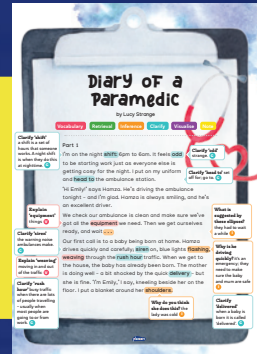 Diary of a
Paramedic
by Lucy Strange
Vocabulary
Retrieval
Inference
Clarify
Visualise
Part 1
I'm on the night shift: 6pm to 6am. It feels odd
to be starting work just as everyone else is
getting cosy for the night. I put on my uniform
and head to the ambulance station.
"Hi Emily!" says Hamza. He's driving the ambulance
tonight – and I'm glad. Hamza is always smiling, and he's
an excellent driver.
We check our ambulance is clean and make sure we've
got all the equipment we need. Then we get ourselves
ready, and wait ...
Our first call is to a baby being born at home. Hamza
drives quickly and carefully; siren on, blue lights flashing,
weaving through the rush hour traffic. When we get to
the house, the baby has already been born. The mother
is doing well – a bit shocked by the quick delivery – but
she is fine. "I'm Emily," I say, kneeling beside her on the
floor. I put a blanket around her shoulders.
Clarify 'shift'
a shift is a set of
hours that someone
works. A night shift
is when they do this
at nighttime.
Clarify 'odd'
strange.
Clarify 'head to' set
off for; go to.
Explain
'equipment'
things.
Clarify 'siren'
the warning noise
ambulances make
Explain 'weaving'
moving in and out
of the traffic
Clarify 'rush
hour' busy traffic
when there are lots
of people travelling
– usually when
most people are
going to or from
work.
What is
suggested by
these ellipses?
they had to wait
a while
Why to be
driving
quickly? it's an
emergency; they
need to make
sure the baby
and mum are safe
Why do you think
she does this? the
lady was cold
Clarify
'delivered'
when a baby is
born it is called
'delivered'.